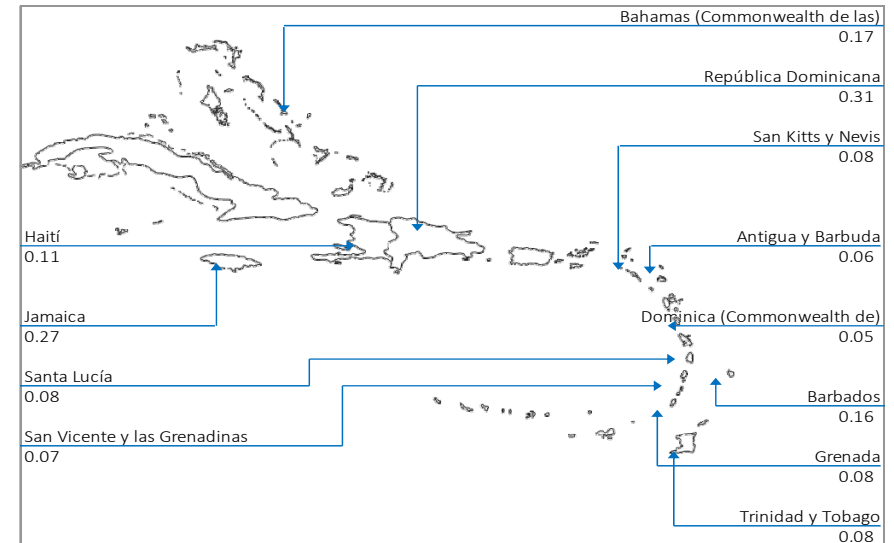 Bahamas (Commonwealth de las)
0.17
República Dominicana
0.31
San Kitts y Nevis
0.08
Haití
0.11
Antigua y Barbuda
0.06
Jamaica
0.27
Dominica (Commonwealth de)
0.05
Santa Lucía
0.08
Barbados
0.16
San Vicente y las Grenadinas
0.07
Grenada
0.08
Trinidad y Tobago
0.08